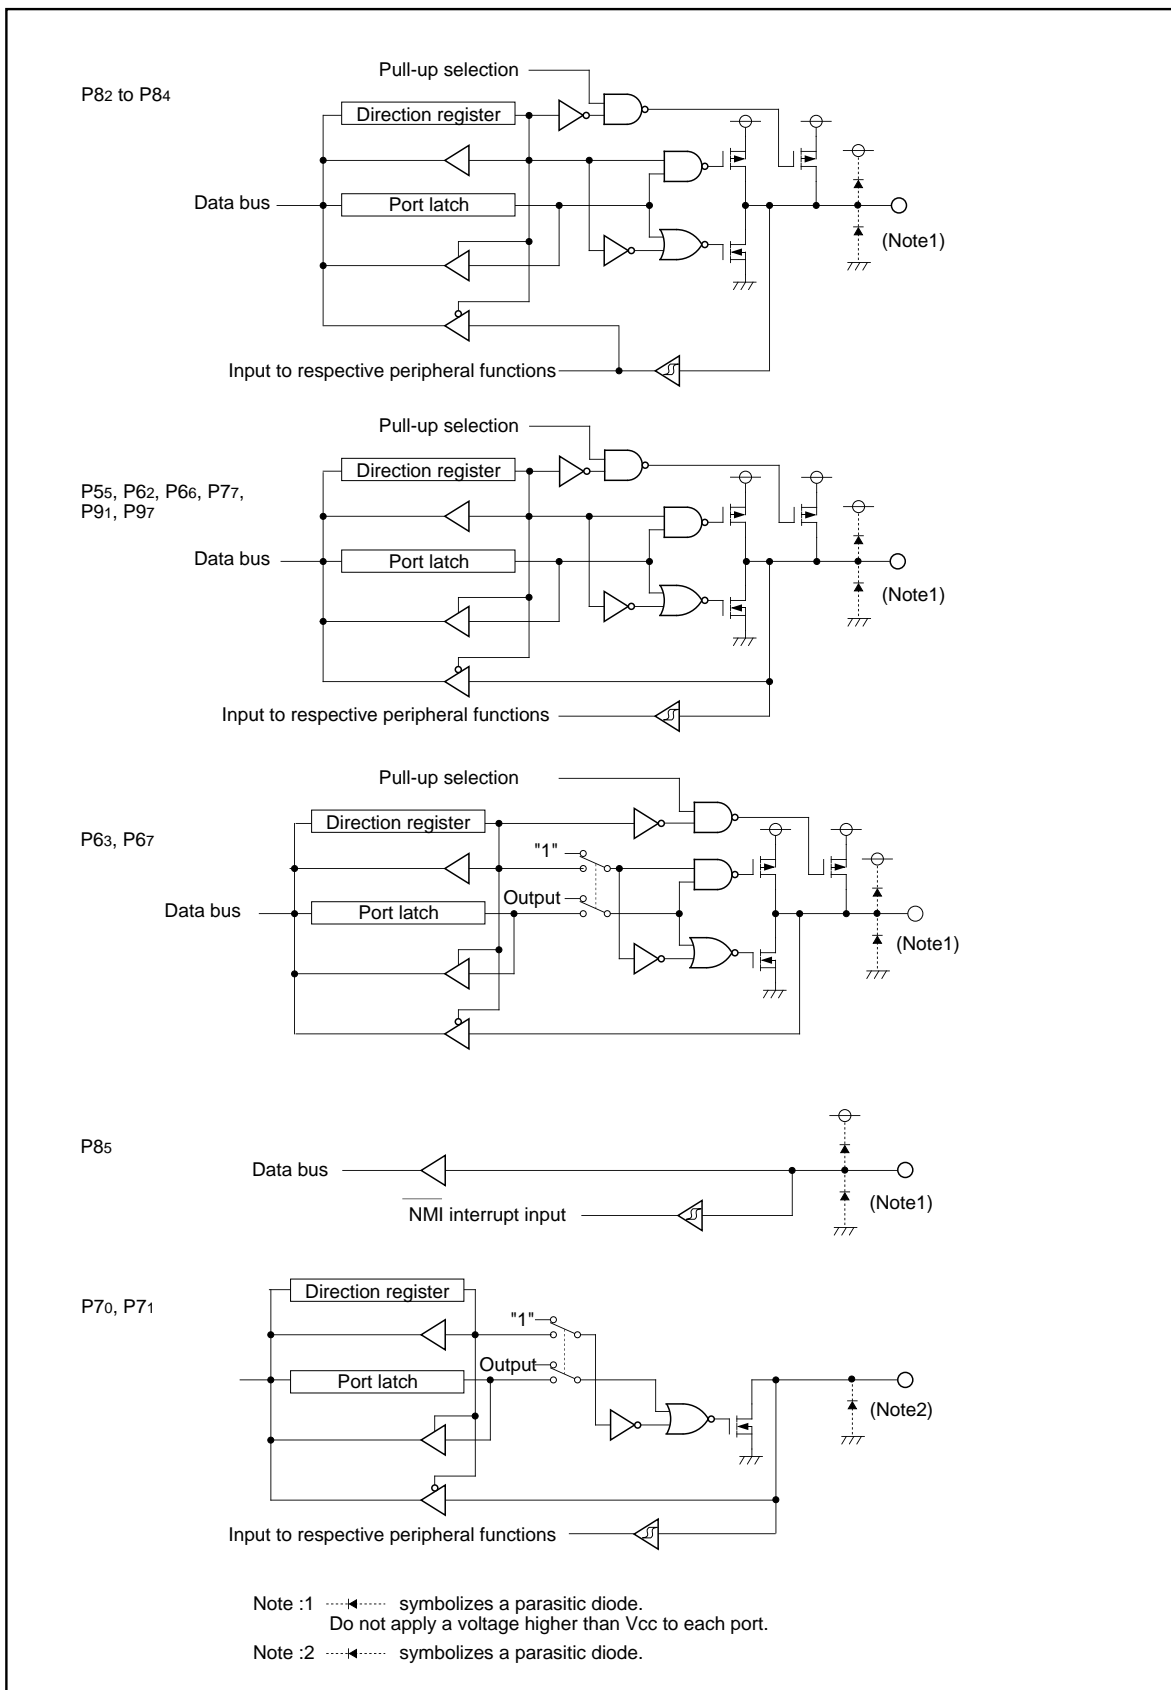 Pull-up selection
P82 to P84
Direction register
Data bus
Port latch
(Note1)
Input to respective peripheral functions
Pull-up selection
Direction register
P55, P62, P66, P77,
P91, P97
Data bus
Port latch
(Note1)
Input to respective peripheral functions
Pull-up selection
Direction register
P63, P67
"1"
Output
Data bus
Port latch
(Note1)
P85
Data bus
(Note1)
NMI interrupt input
Direction register
P70, P71
"1"
Output
Port latch
(Note2)
Input to respective peripheral functions
Note :1 symbolizes a parasitic diode.
Do not apply a voltage higher than Vcc to each port.
Note :2 symbolizes a parasitic diode.